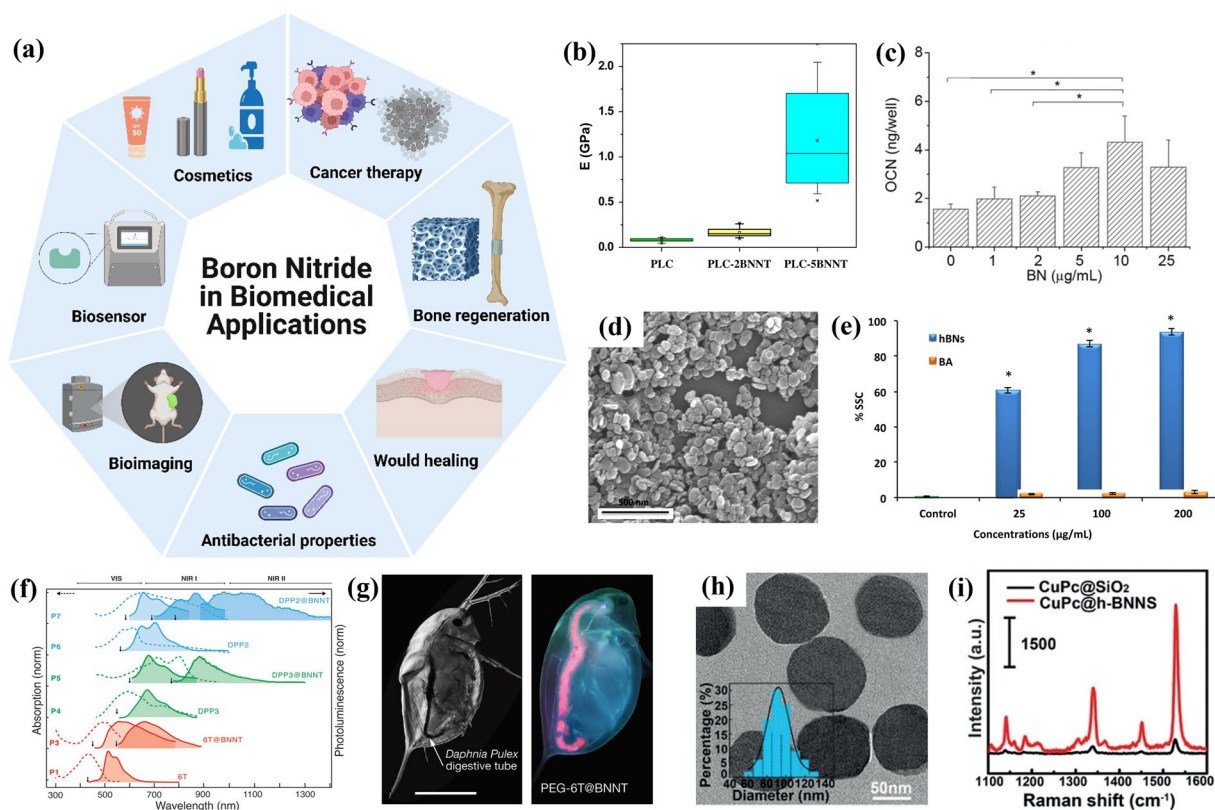 (a)
SPF
50
Cosmetics
Cancer therapy
Biosensor
Boron Nitride
in Biomedical
Applications
Bone regeneration
Bioimaging
Would healing
Antibacterial properties
(b)
E (GPa)
2.0
1.5
1.0
0.5
0.0
PLC PLC-2BNNT PLC-5BNNT
(c)
OCN (ng/well)
8
6
4
2
0
*
*
*
0 1 2 5 10 25
BN (μg/mL)
(d)
500 nm
(e)
% SSC
100
80
60
40
20
0
hBNs
BA
*
*
*
Control 25 100 200
Concentrations (μg/mL)
(f)
VIS NIR I NIR II
Absorption (norm)
Photoluminescence (norm)
P7 DPP2@BNNT
P6 DPP2
P5 DPP3@BNNT
P4 DPP3
P3 6T@BNNT
P1 6T
300 500 700 900 1100 1300
Wavelength (nm)
(g)
Daphnia Pulex
digestive tube
PEG-6T@BNNT
(h)
Percentage (%)
30
25
20
15
10
5
0
40 60 80 100 120 140
Diameter (nm)
50nm
(i)
CuPc@SiO2
CuPc@h-BNNS
1500
Intensity (a.u.)
1100 1200 1300 1400 1500 1600
Raman shift (cm-1)